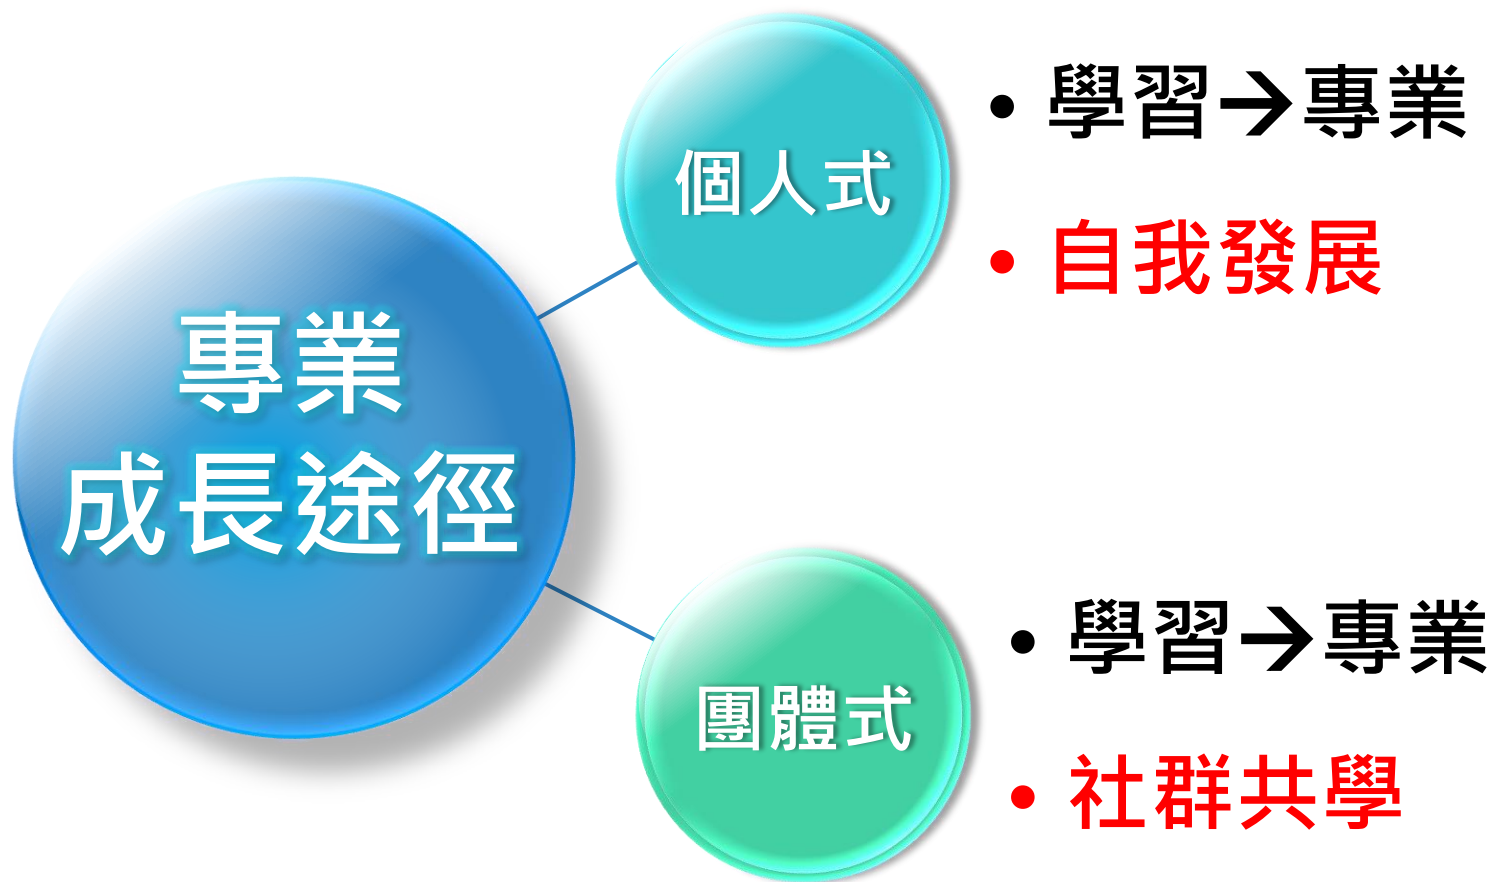 專業
成長途徑
個人式
• 學習→專業
• 自我發展
團體式
• 學習→專業
• 社群共學